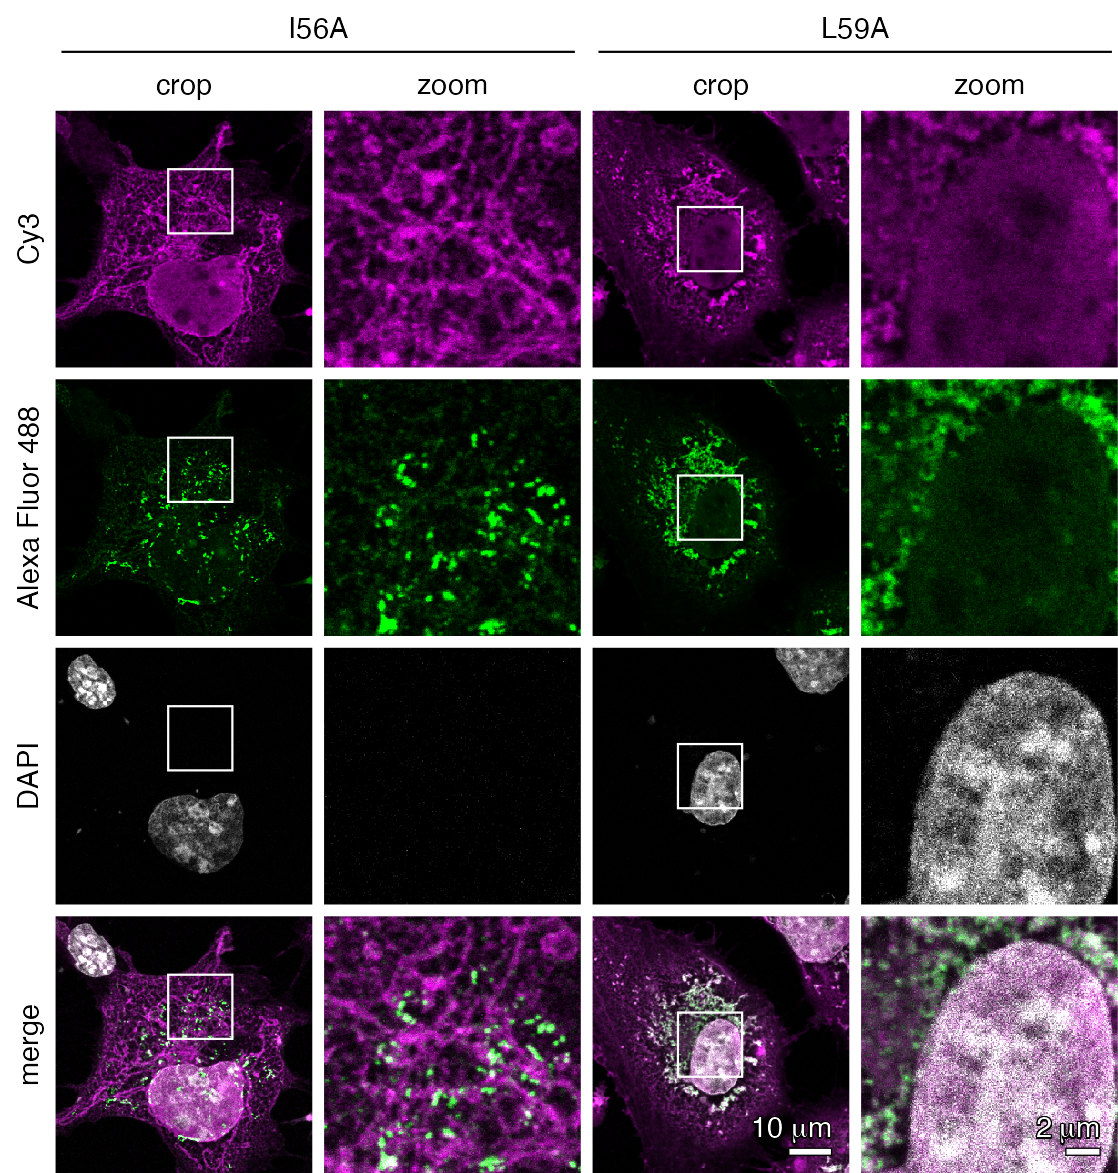 I56A L59A
crop zoom crop zoom
Cy3
Alexa Fluor 488
DAPI
merge
10 μm 2 μm